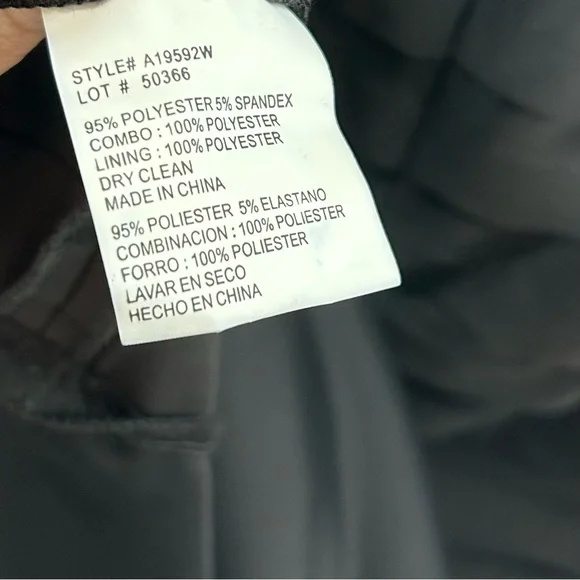 STYLE# A19592W
LOT # 50366
95% POLYESTER 5% SPANDEX
COMBO : 100% POLYESTER
LINING : 100% POLYESTER
DRY CLEAN
MADE IN CHINA
95% POLIESTER 5% ELASTANO
COMBINACION : 100% POLIESTER
FORRO : 100% POLIESTER
LAVAR EN SECO
HECHO EN CHINA